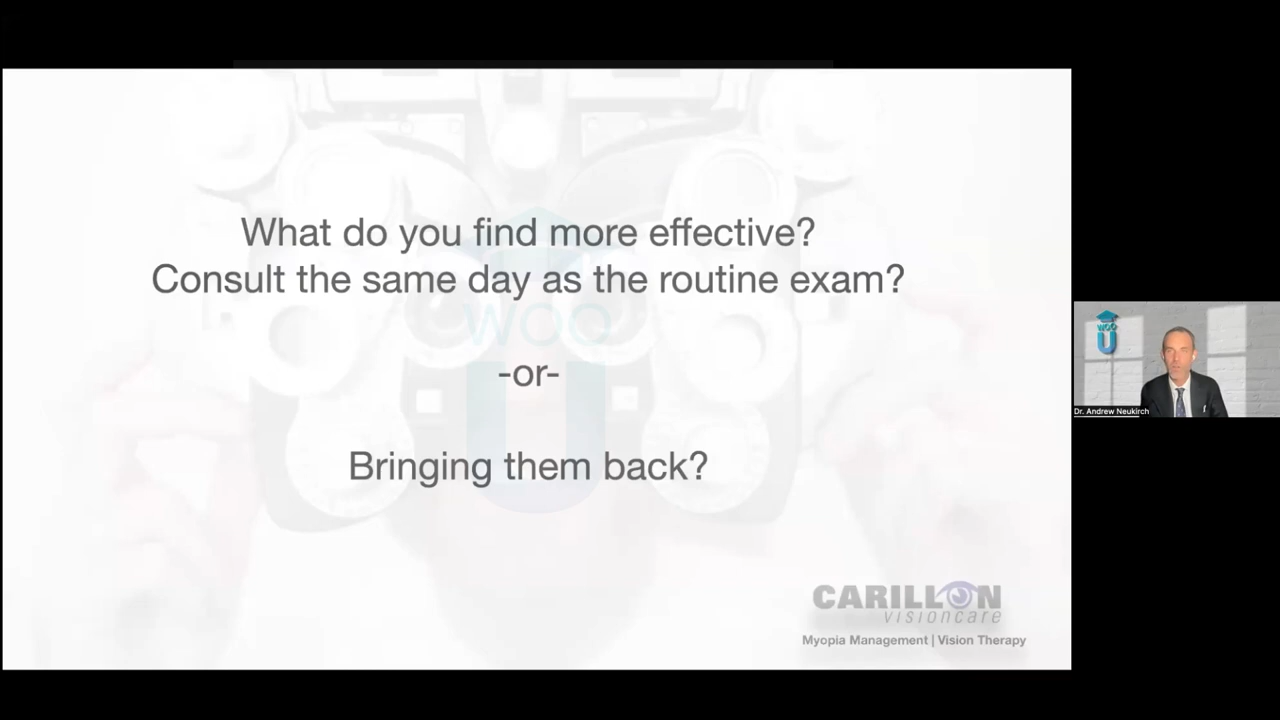 What do you find more effective?
Consult the same day as the routine exam?
WOO
U
-or-
Bringing them back?
CARILLON
visioncare
Myopia Management | Vision Therapy
WOO
U
Dr. Andrew Neukirch